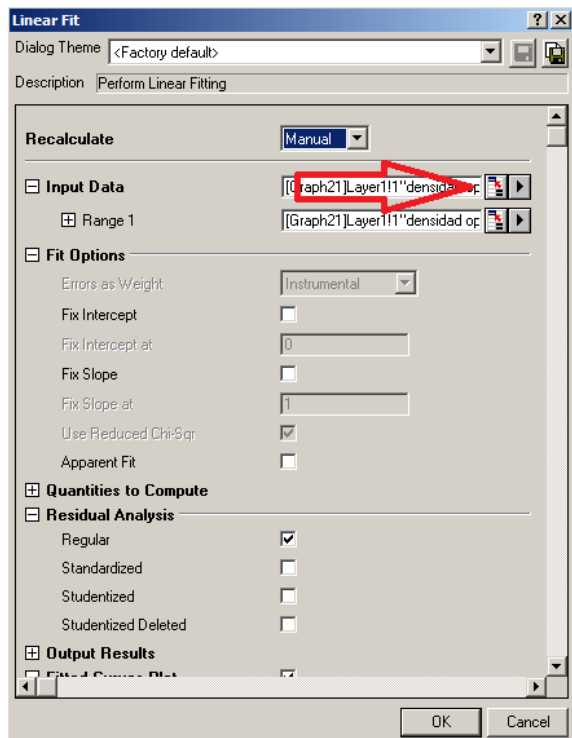 Linear Fit
Dialog Theme <Factory default>
Description Perform Linear Fitting
Recalculate Manual
Input Data [Graph21]Layer1!1"densidad op
Range 1 [Graph21]Layer1!1"densidad op
Fit Options
Errors as Weight Instrumental
Fix Intercept
Fix Intercept at 0
Fix Slope
Fix Slope at 1
Use Reduced Chi-Sqr
Apparent Fit
Quantities to Compute
Residual Analysis
Regular
Standardized
Studentized
Studentized Deleted
Output Results
Fitted Curves Plot
OK Cancel